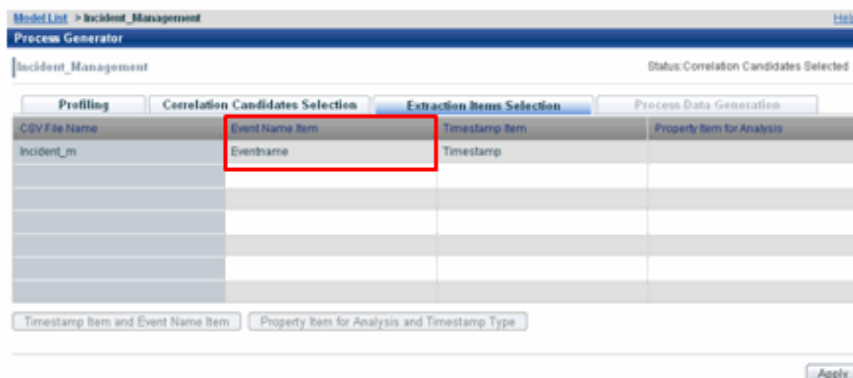 Model List > Incident_Management Help
Process Generator
Incident_Management Status:Correlation Candidates Selected
Profiling Correlation Candidates Selection Extraction Items Selection Process Data Generation
CSV File Name Event Name Item Timestamp Item Property Item for Analysis
Incident_m Eventname Timestamp
Timestamp Item and Event Name Item Property Item for Analysis and Timestamp Type
Apply